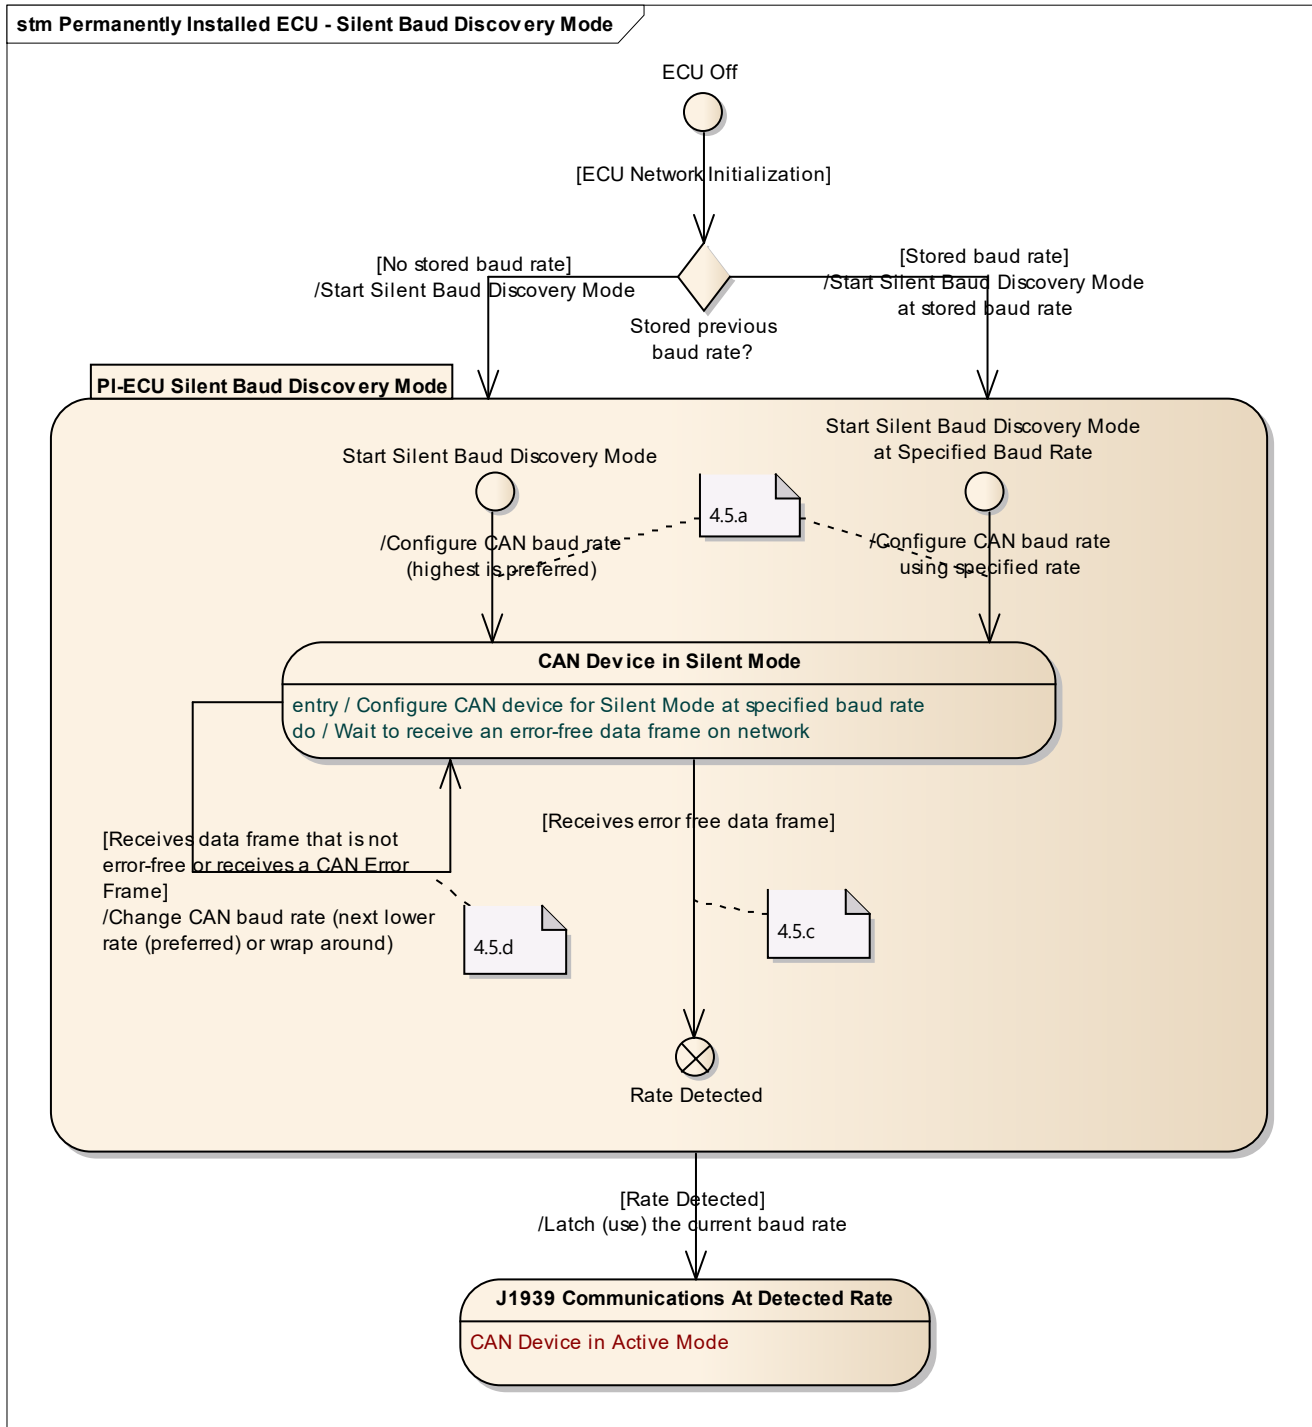 stm Permanently Installed ECU - Silent Baud Discovery Mode
ECU Off
[ECU Network Initialization]
[No stored baud rate]
/Start Silent Baud Discovery Mode
[Stored baud rate]
/Start Silent Baud Discovery Mode
at stored baud rate
Stored previous
baud rate?
PI-ECU Silent Baud Discovery Mode
Start Silent Baud Discovery Mode
Start Silent Baud Discovery Mode
at Specified Baud Rate
4.5.a
/Configure CAN baud rate
(highest is preferred)
/Configure CAN baud rate
using specified rate
CAN Device in Silent Mode
entry / Configure CAN device for Silent Mode at specified baud rate
do / Wait to receive an error-free data frame on network
[Receives data frame that is not
error-free or receives a CAN Error
Frame]
/Change CAN baud rate (next lower
rate (preferred) or wrap around)
4.5.d
[Receives error free data frame]
4.5.c
Rate Detected
[Rate Detected]
/Latch (use) the current baud rate
J1939 Communications At Detected Rate
CAN Device in Active Mode